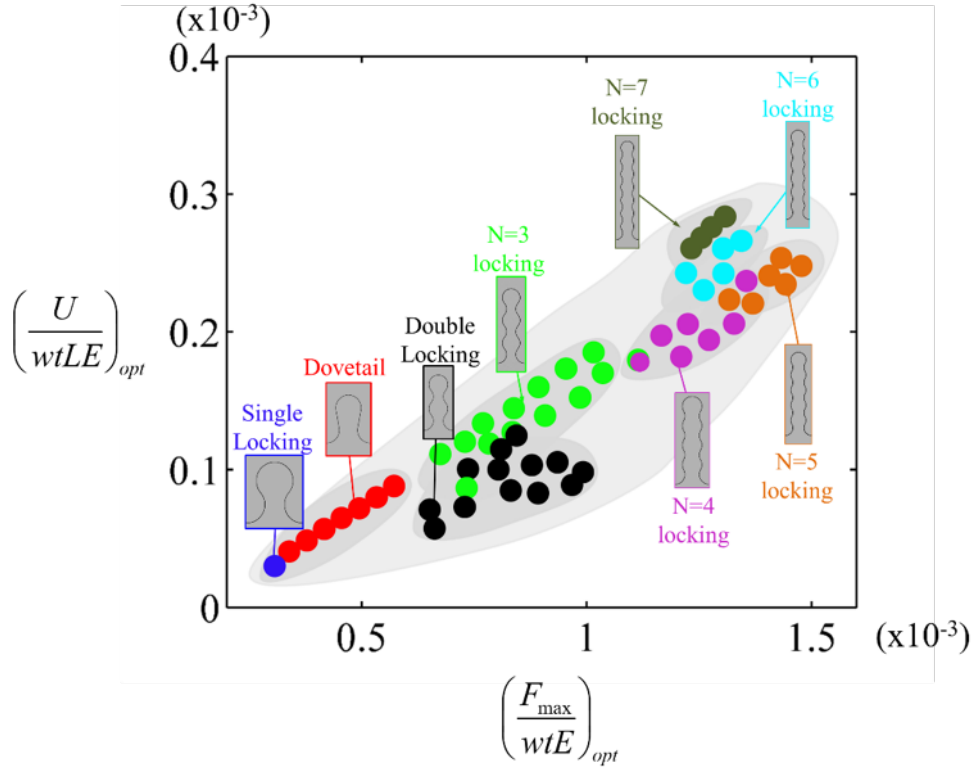 (x10⁻³)
0.4
0.3
0.2
0.1
0
(U/wtLE)opt
N=7
locking
N=6
locking
N=3
locking
Double
Locking
Dovetail
Single
Locking
N=4
locking
N=5
locking
0.5
1
1.5
(x10⁻³)
(Fmax/wtE)opt